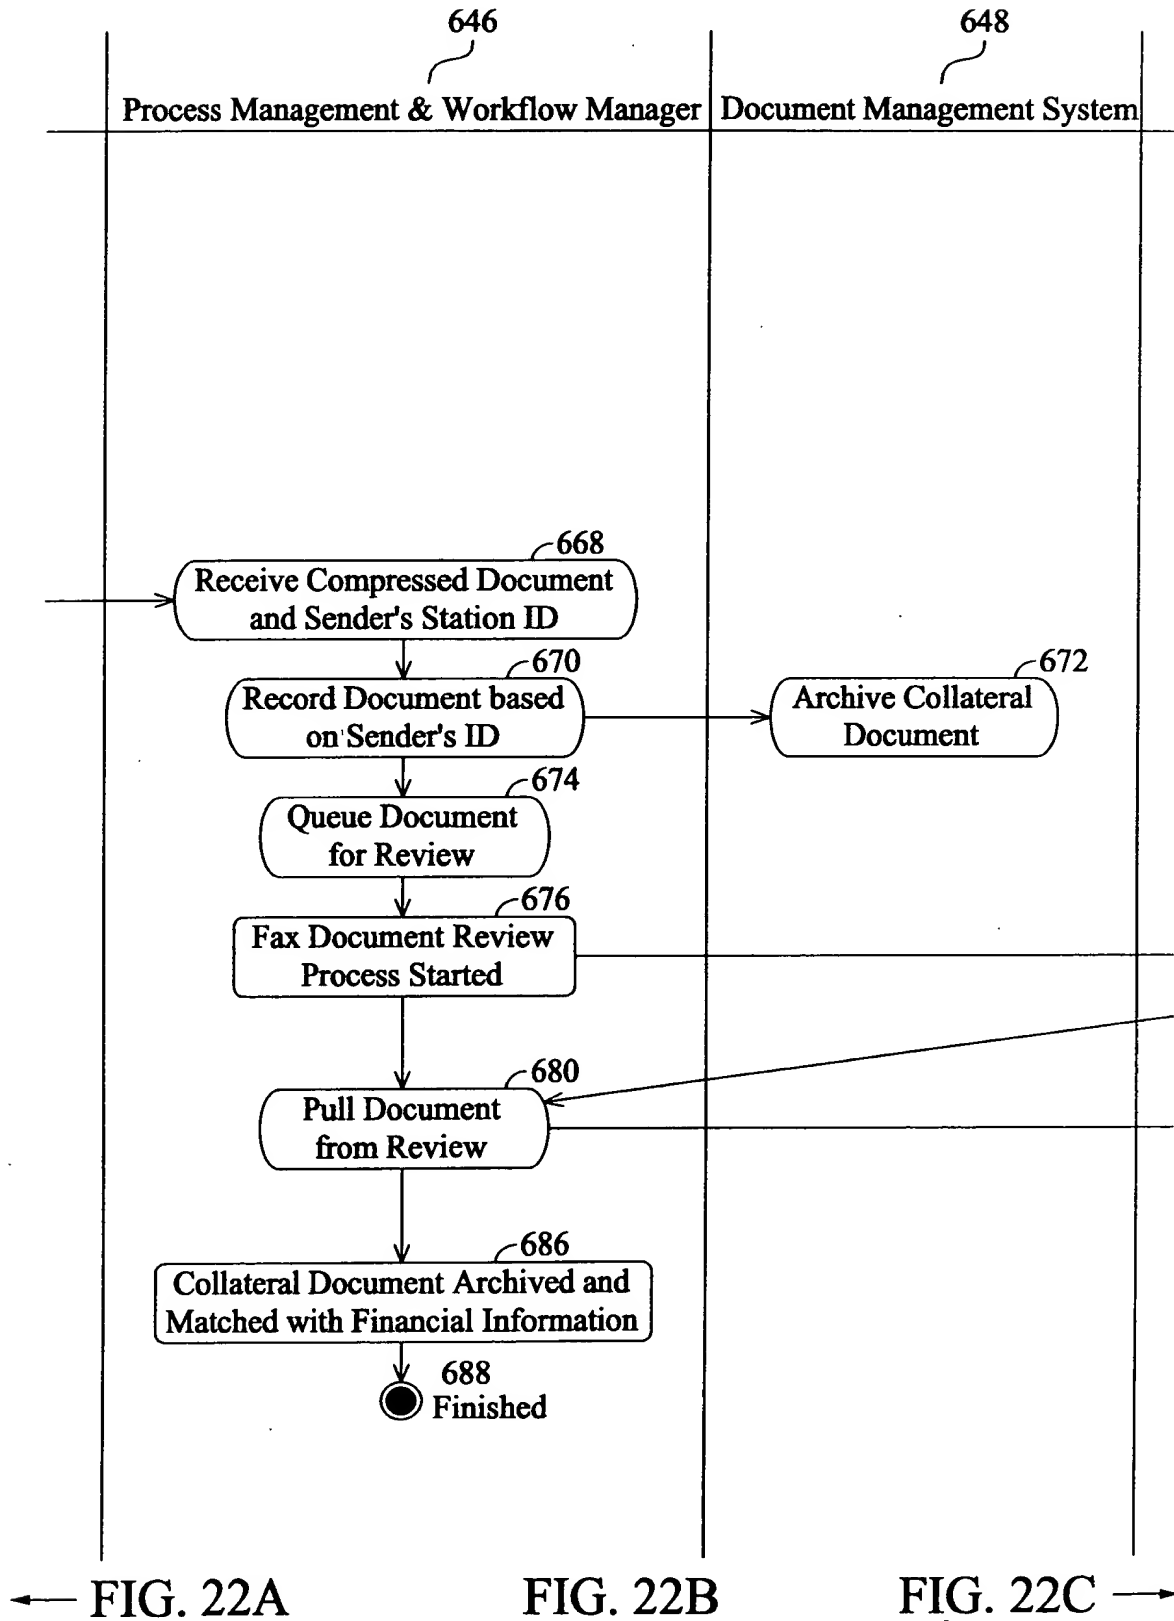 646
648
Process Management & Workflow Manager
Document Management System
668
Receive Compressed Document
and Sender's Station ID
670
Record Document based
on Sender's ID
672
Archive Collateral
Document
674
Queue Document
for Review
676
Fax Document Review
Process Started
680
Pull Document
from Review
686
Collateral Document Archived and
Matched with Financial Information
688
Finished
FIG. 22A
FIG. 22B
FIG. 22C